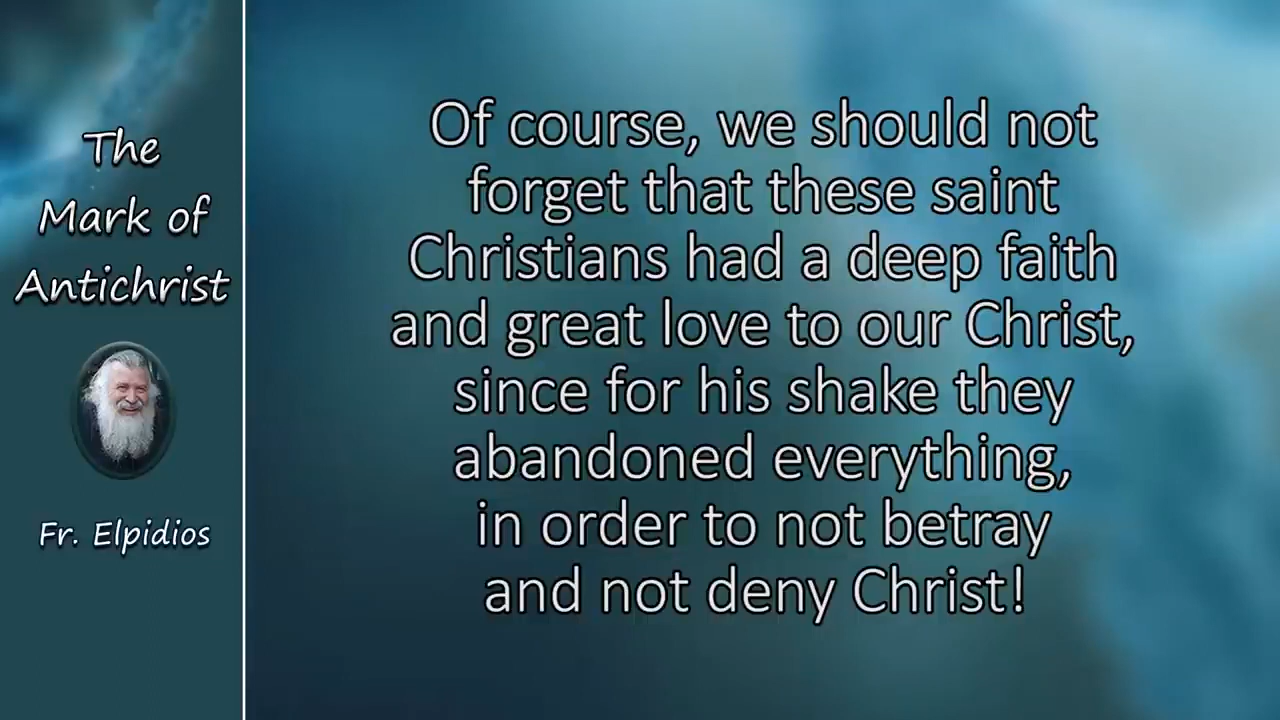 The
Mark of
Antichrist
Fr. Elpidios
Of course, we should not
forget that these saint
Christians had a deep faith
and great love to our Christ,
since for his shake they
abandoned everything,
in order to not betray
and not deny Christ!